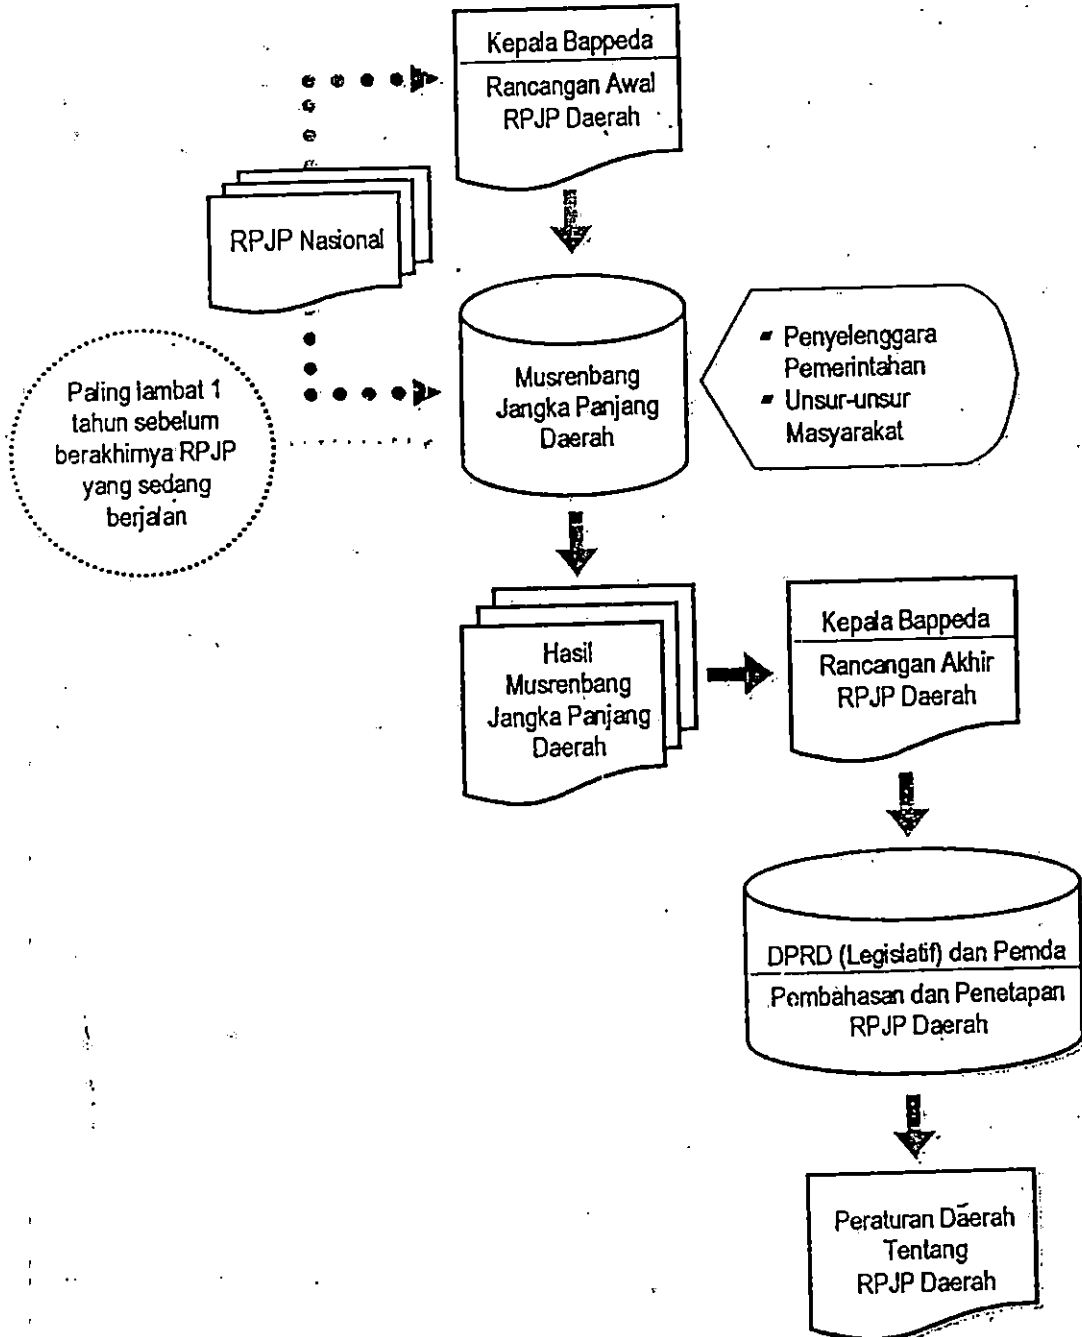 Kepala Bappeda
Rancangan Awal
RPJP Daerah
RPJP Nasional
Paling lambat 1
tahun sebelum
berakhirnya RPJP
yang sedang
berjalan
Musrenbang
Jangka Panjang
Daerah
Penyelenggara
Pemerintahan
Unsur-unsur
Masyarakat
Hasil
Musrenbang
Jangka Panjang
Daerah
Kepala Bappeda
Rancangan Akhir
RPJP Daerah
DPRD (Legislatif) dan Pemda
Pembahasan dan Penetapan
RPJP Daerah
Peraturan Daerah
Tentang
RPJP Daerah